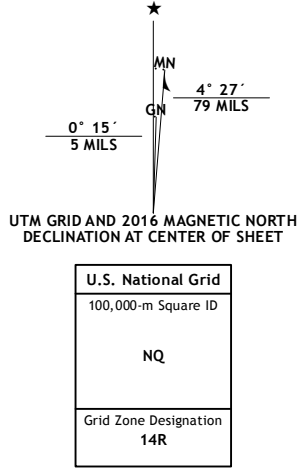 MN
4° 27´
79 MILS
GN
0° 15´
5 MILS
UTM GRID AND 2016 MAGNETIC NORTH
DECLINATION AT CENTER OF SHEET
U.S. National Grid
100,000-m Square ID
NQ
Grid Zone Designation
14R